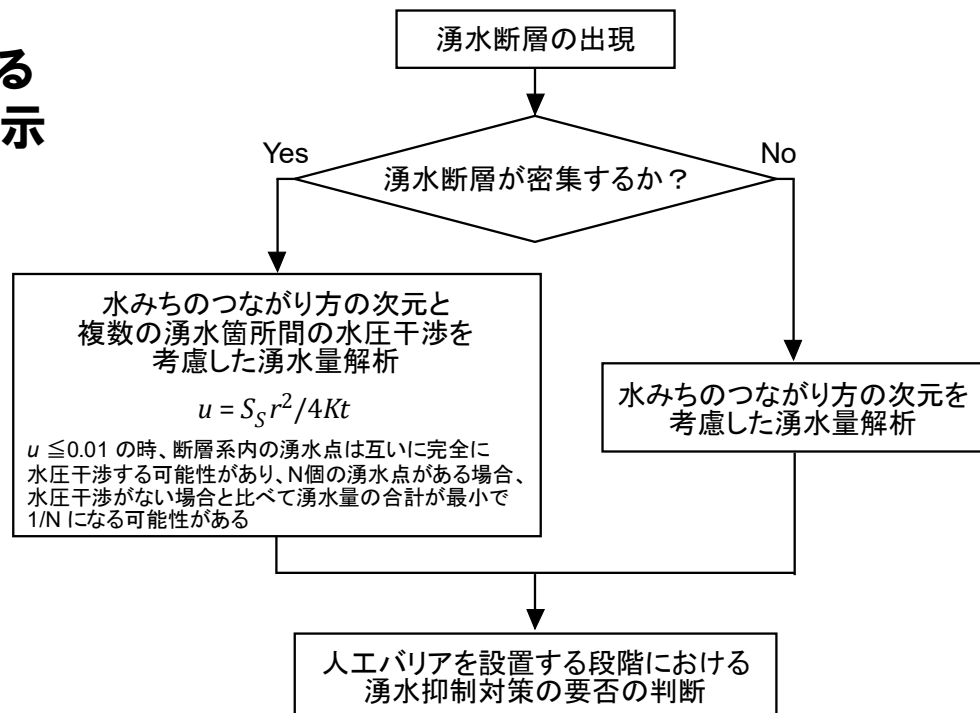 る
示
湧水断層の出現
Yes
No
湧水断層が密集するか？
水みちのつながり方の次元と
複数の湧水箇所間の水圧干渉を
考慮した湧水量解析
u = S_S r²/4Kt
u ≦0.01 の時、断層系内の湧水点は互いに完全に
水圧干渉する可能性があり、N個の湧水点がある場合、
水圧干渉がない場合と比べて湧水量の合計が最小で
1/N になる可能性がある
水みちのつながり方の次元を
考慮した湧水量解析
人工バリアを設置する段階における
湧水抑制対策の要否の判断